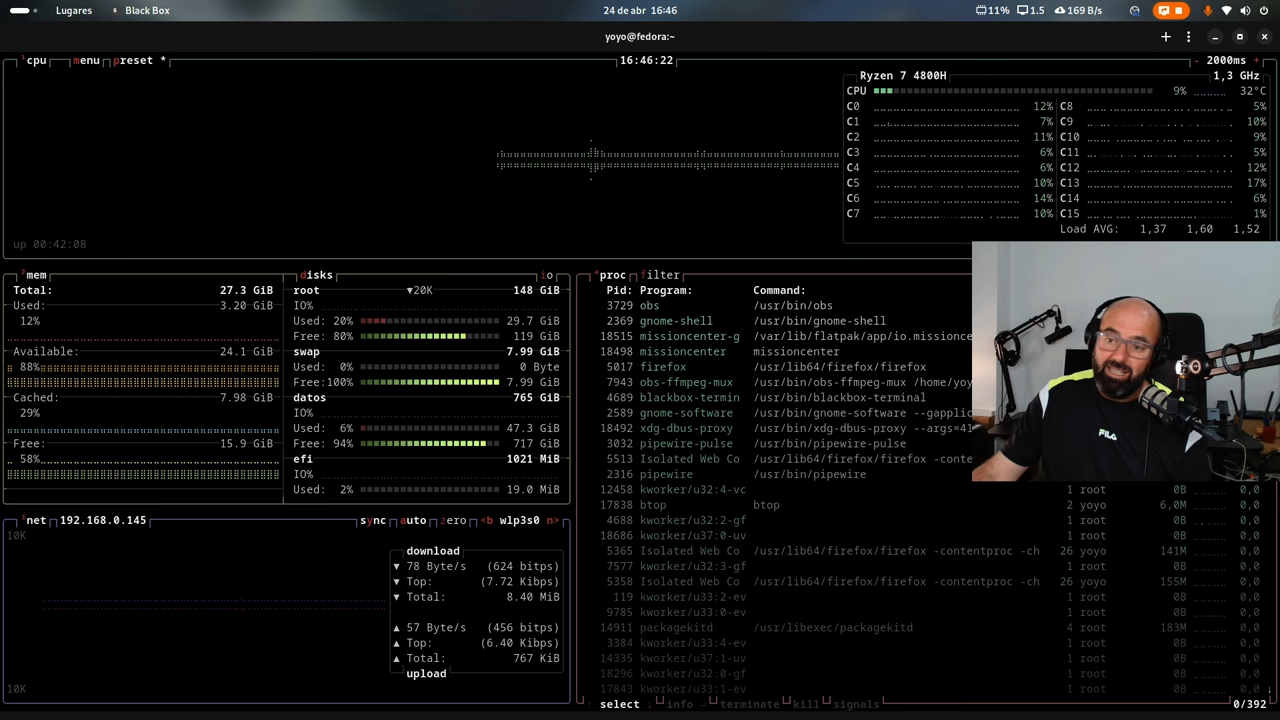 Lugares Black Box 24 de abr 16:46 11% 1.5 169 B/s
yoyo@fedora:~
¹cpu menu preset * 16:46:22 - 2000ms +
Ryzen 7 4800H 1,3 GHz
CPU 9% 32°C
C0 12% C8 5%
C1 7% C9 10%
C2 11% C10 9%
C3 6% C11 5%
C4 6% C12 12%
C5 10% C13 17%
C6 14% C14 6%
C7 10% C15 1%
Load AVG: 1,37 1,60 1,52
up 00:42:08
²mem disks io
Total: 27.3 GiB
Used: 3.20 GiB
12%
Available: 24.1 GiB
88%
Cached: 7.98 GiB
29%
Free: 15.9 GiB
58%
root ▼20K 148 GiB
IO%
Used: 20% 29.7 GiB
Free: 80% 119 GiB
swap 7.99 GiB
Used: 0% 0 Byte
Free:100% 7.99 GiB
datos 765 GiB
IO%
Used: 6% 47.3 GiB
Free: 94% 717 GiB
efi 1021 MiB
IO%
Used: 2% 19.0 MiB
³net 192.168.0.145 sync auto zero <b wlp3s0 n>
10K
download
▼ 78 Byte/s (624 bitps)
▼ Top: (7.72 Kibps)
▼ Total: 8.40 MiB
▲ 57 Byte/s (456 bitps)
▲ Top: (6.40 Kibps)
▲ Total: 767 KiB
upload
10K
⁴proc filter
Pid: Program: Command:
3729 obs /usr/bin/obs
2369 gnome-shell /usr/bin/gnome-shell
18515 missioncenter-g /var/lib/flatpak/app/io.missionce
18498 missioncenter missioncenter
5017 firefox /usr/lib64/firefox/firefox
7943 obs-ffmpeg-mux /usr/bin/obs-ffmpeg-mux /home/yoy
4689 blackbox-termin /usr/bin/blackbox-terminal
2589 gnome-software /usr/bin/gnome-software --gapplic
18492 xdg-dbus-proxy /usr/bin/xdg-dbus-proxy --args=41
3032 pipewire-pulse /usr/bin/pipewire-pulse
5513 Isolated Web Co /usr/lib64/firefox/firefox -conte
2316 pipewire /usr/bin/pipewire
12458 kworker/u32:4-vc 1 root 0B 0,0
17838 btop btop 2 yoyo 6,0M 0,0
4688 kworker/u32:2-gf 1 root 0B 0,0
18686 kworker/u37:0-uv 1 root 0B 0,0
5365 Isolated Web Co /usr/lib64/firefox/firefox -contentproc -ch 26 yoyo 141M 0,0
7577 kworker/u32:3-gf 1 root 0B 0,0
5358 Isolated Web Co /usr/lib64/firefox/firefox -contentproc -ch 26 yoyo 155M 0,0
119 kworker/u33:2-ev 1 root 0B 0,0
9785 kworker/u33:0-ev 1 root 0B 0,0
14911 packagekitd /usr/libexec/packagekitd 4 root 183M 0,0
3384 kworker/u33:4-ev 1 root 0B 0,0
14335 kworker/u37:1-uv 1 root 0B 0,0
18296 kworker/u32:0-gf 1 root 0B 0,0
17843 kworker/u33:1-ev 1 root 0B 0,0
select ↓ info ↵ terminate kill signals 0/392
FILA